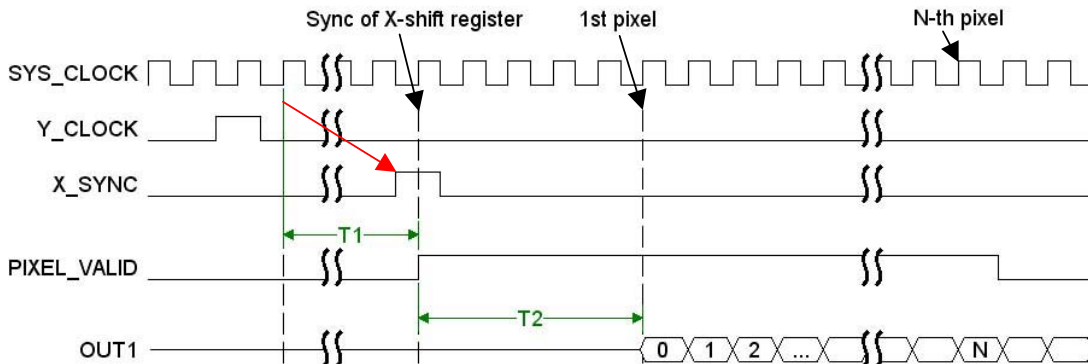 Sync of X-shift register
1st pixel
N-th pixel
SYS_CLOCK
Y_CLOCK
X_SYNC
T1
PIXEL_VALID
T2
OUT1
0 1 2 ... N